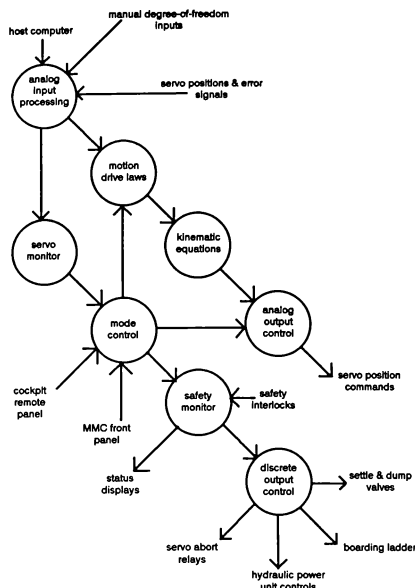 manual degree-of-freedom
inputs
host computer
analog
input
processing
servo positions & error
signals
motion
drive laws
servo
monitor
kinematic
equations
mode
control
analog
output
control
servo position
commands
cockpit
remote
panel
MMC front
panel
safety
monitor
safety
interlocks
status
displays
discrete
output
control
settle & dump
valves
servo abort
relays
boarding ladder
hydraulic power
unit controls